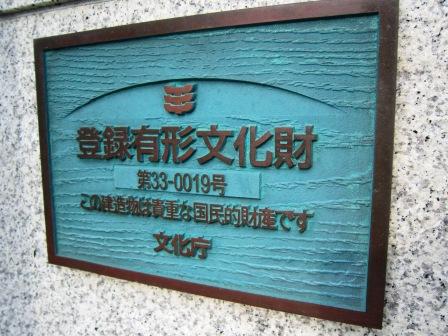 登録有形文化財
第33-0019号
この建造物は貴重な国民的財産です
文化庁